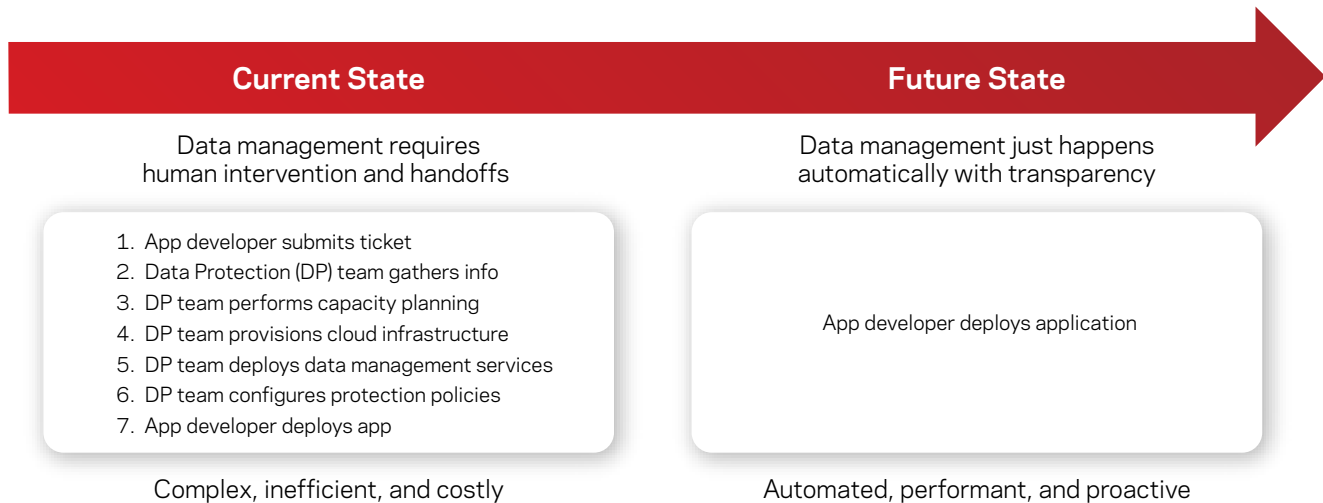 Current State
Future State
Data management requires
human intervention and handoffs
Data management just happens
automatically with transparency
1. App developer submits ticket
2. Data Protection (DP) team gathers info
3. DP team performs capacity planning
4. DP team provisions cloud infrastructure
5. DP team deploys data management services
6. DP team configures protection policies
7. App developer deploys app
App developer deploys application
Complex, inefficient, and costly
Automated, performant, and proactive